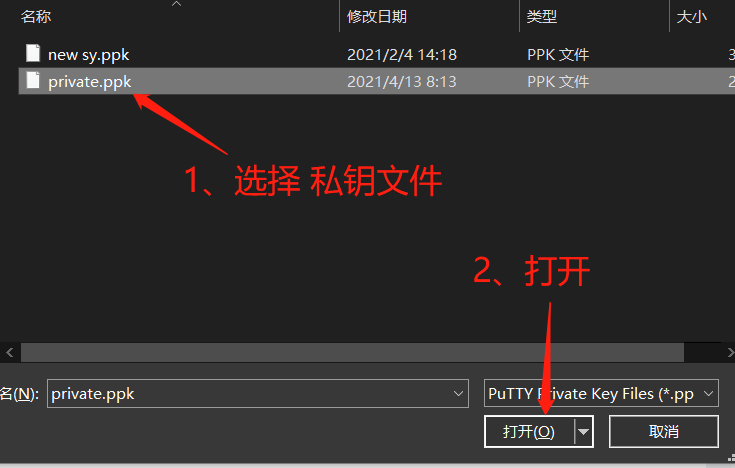 名称 修改日期 类型 大小
new sy.ppk 2021/2/4 14:18 PPK 文件 3
private.ppk 2021/4/13 8:13 PPK 文件 2
1、选择 私钥文件
2、打开
名(N): private.ppk PuTTY Private Key Files (*.pp
打开(O) 取消